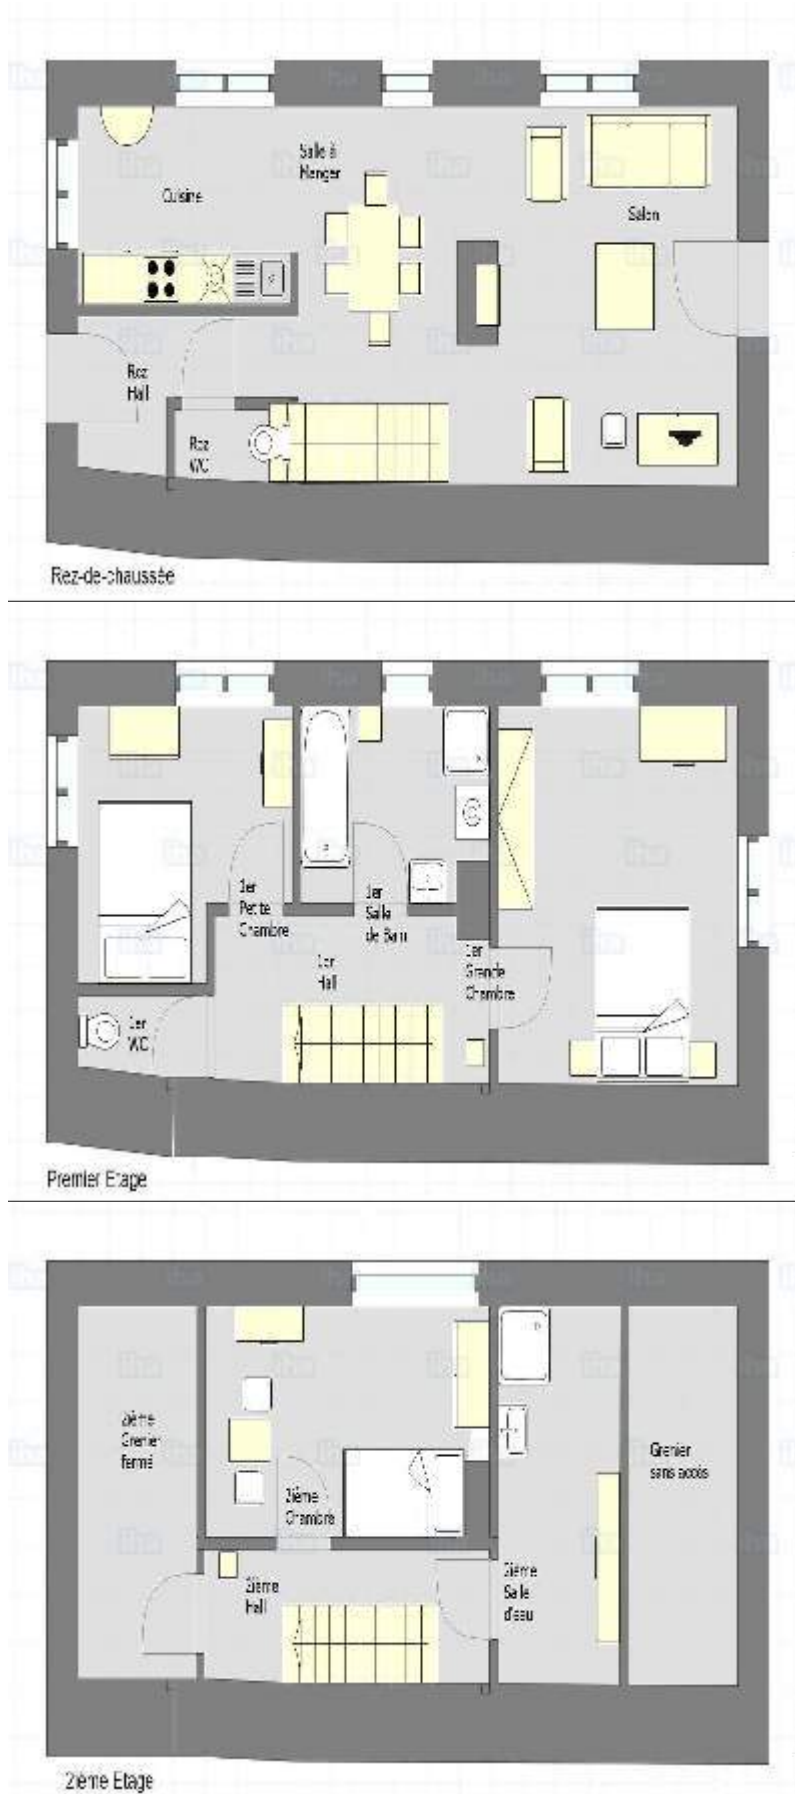 Salle à
Manger
Cuisine
Salon
Rez
Hall
Rez
WC
Rez-de-chaussée
1er
Petite
Chambre
1er
Salle
de Bain
1er
Hall
1er
Grande
Chambre
1er
WC
Premier Etage
2ième
Grenier
fermé
Grenier
sans accès
2ième
Chambre
2ième
Hall
2ième
Salle
d'eau
2ième Etage